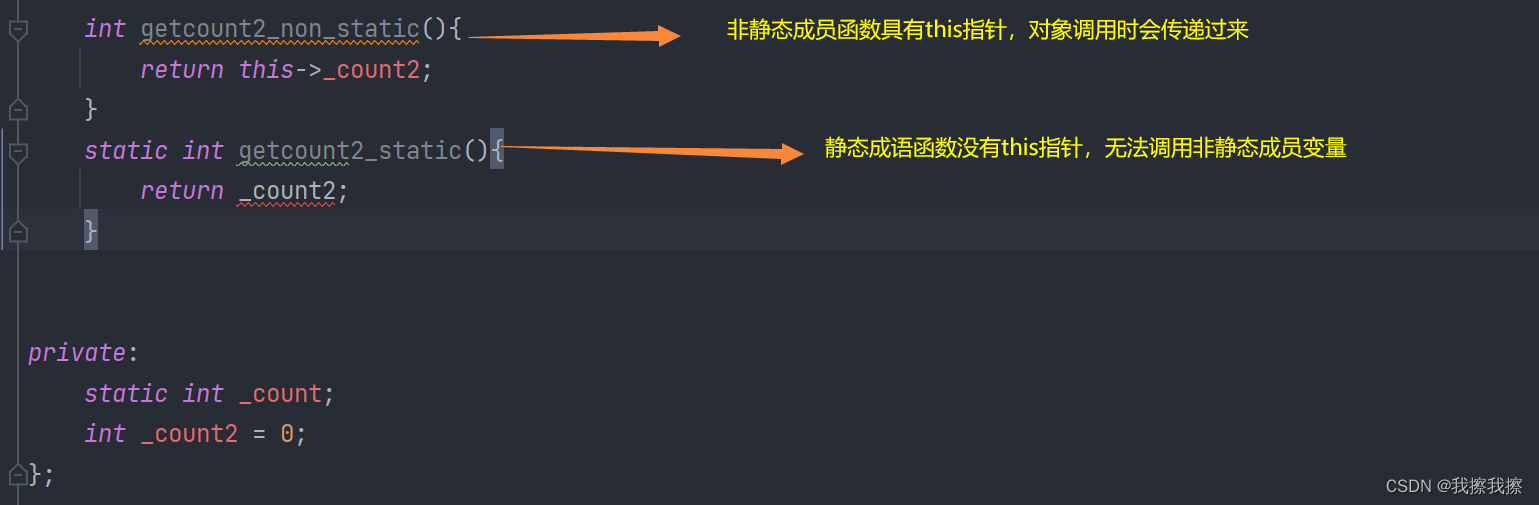 int getcount2_non_static(){ 非静态成员函数具有this指针，对象调用时会传递过来
return this->_count2;
}
static int getcount2_static(){ 静态成语函数没有this指针，无法调用非静态成员变量
return _count2;
}
private:
static int _count;
int _count2 = 0;
};
CSDN @我擦我擦